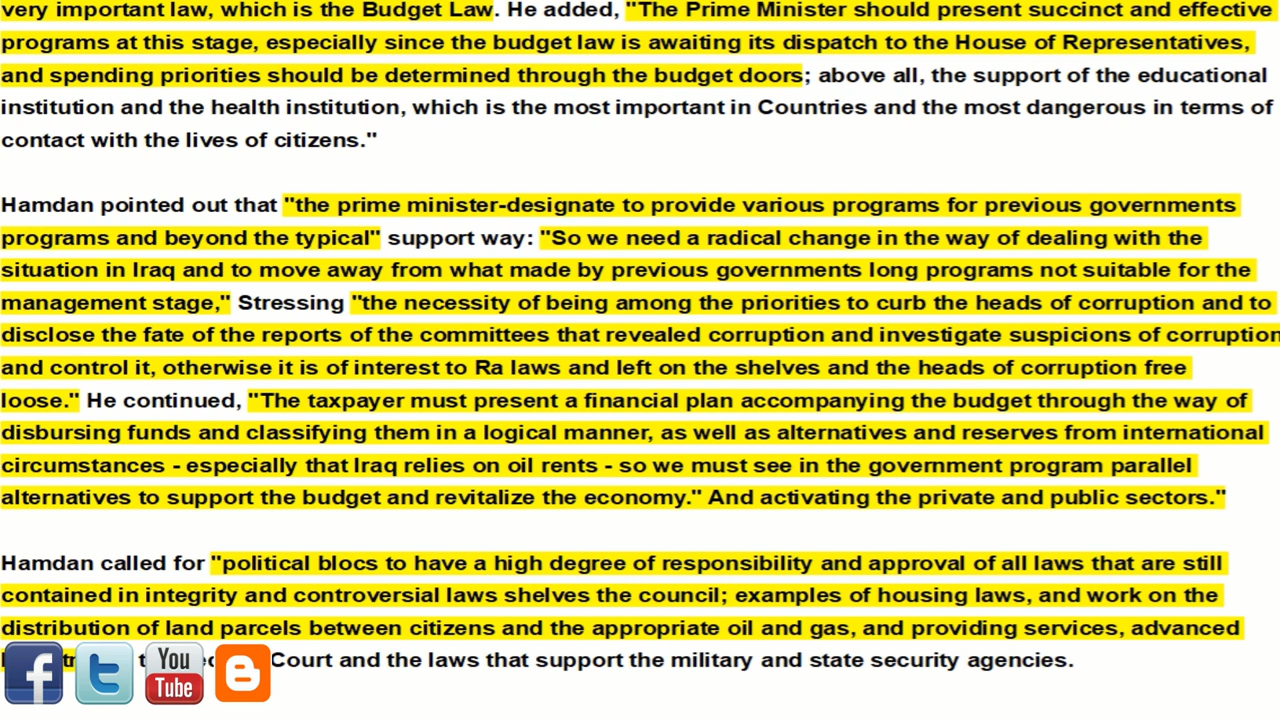 very important law, which is the Budget Law. He added, "The Prime Minister should present succinct and effective
programs at this stage, especially since the budget law is awaiting its dispatch to the House of Representatives,
and spending priorities should be determined through the budget doors; above all, the support of the educational
institution and the health institution, which is the most important in Countries and the most dangerous in terms of
contact with the lives of citizens."
Hamdan pointed out that "the prime minister-designate to provide various programs for previous governments
programs and beyond the typical" support way: "So we need a radical change in the way of dealing with the
situation in Iraq and to move away from what made by previous governments long programs not suitable for the
management stage," Stressing "the necessity of being among the priorities to curb the heads of corruption and to
disclose the fate of the reports of the committees that revealed corruption and investigate suspicions of corruption
and control it, otherwise it is of interest to Ra laws and left on the shelves and the heads of corruption free
loose." He continued, "The taxpayer must present a financial plan accompanying the budget through the way of
disbursing funds and classifying them in a logical manner, as well as alternatives and reserves from international
circumstances - especially that Iraq relies on oil rents - so we must see in the government program parallel
alternatives to support the budget and revitalize the economy." And activating the private and public sectors."
Hamdan called for "political blocs to have a high degree of responsibility and approval of all laws that are still
contained in integrity and controversial laws shelves the council; examples of housing laws, and work on the
distribution of land parcels between citizens and the appropriate oil and gas, and providing services, advanced
Court and the laws that support the military and state security agencies.
You
Tube